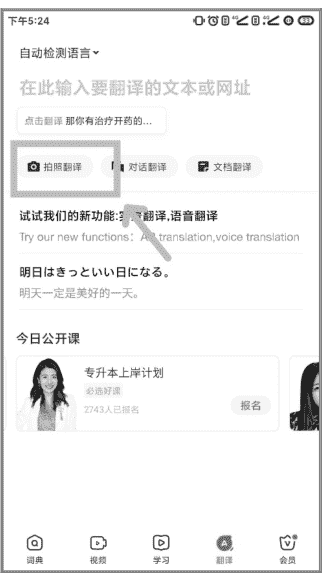 下午5:24
自动检测语言
在此输入要翻译的文本或网址
点击翻译 那你有治疗开药的...
拍照翻译 对话翻译 文档翻译
试试我们的新功能:实 翻译,语音翻译
Try our new functions: A translation,voice translation
明日はきっといい日になる。
明天一定是美好的一天。
今日公开课
专升本上岸计划
必选好课
2743人已报名
报名
词典 视频 学习 翻译 会员